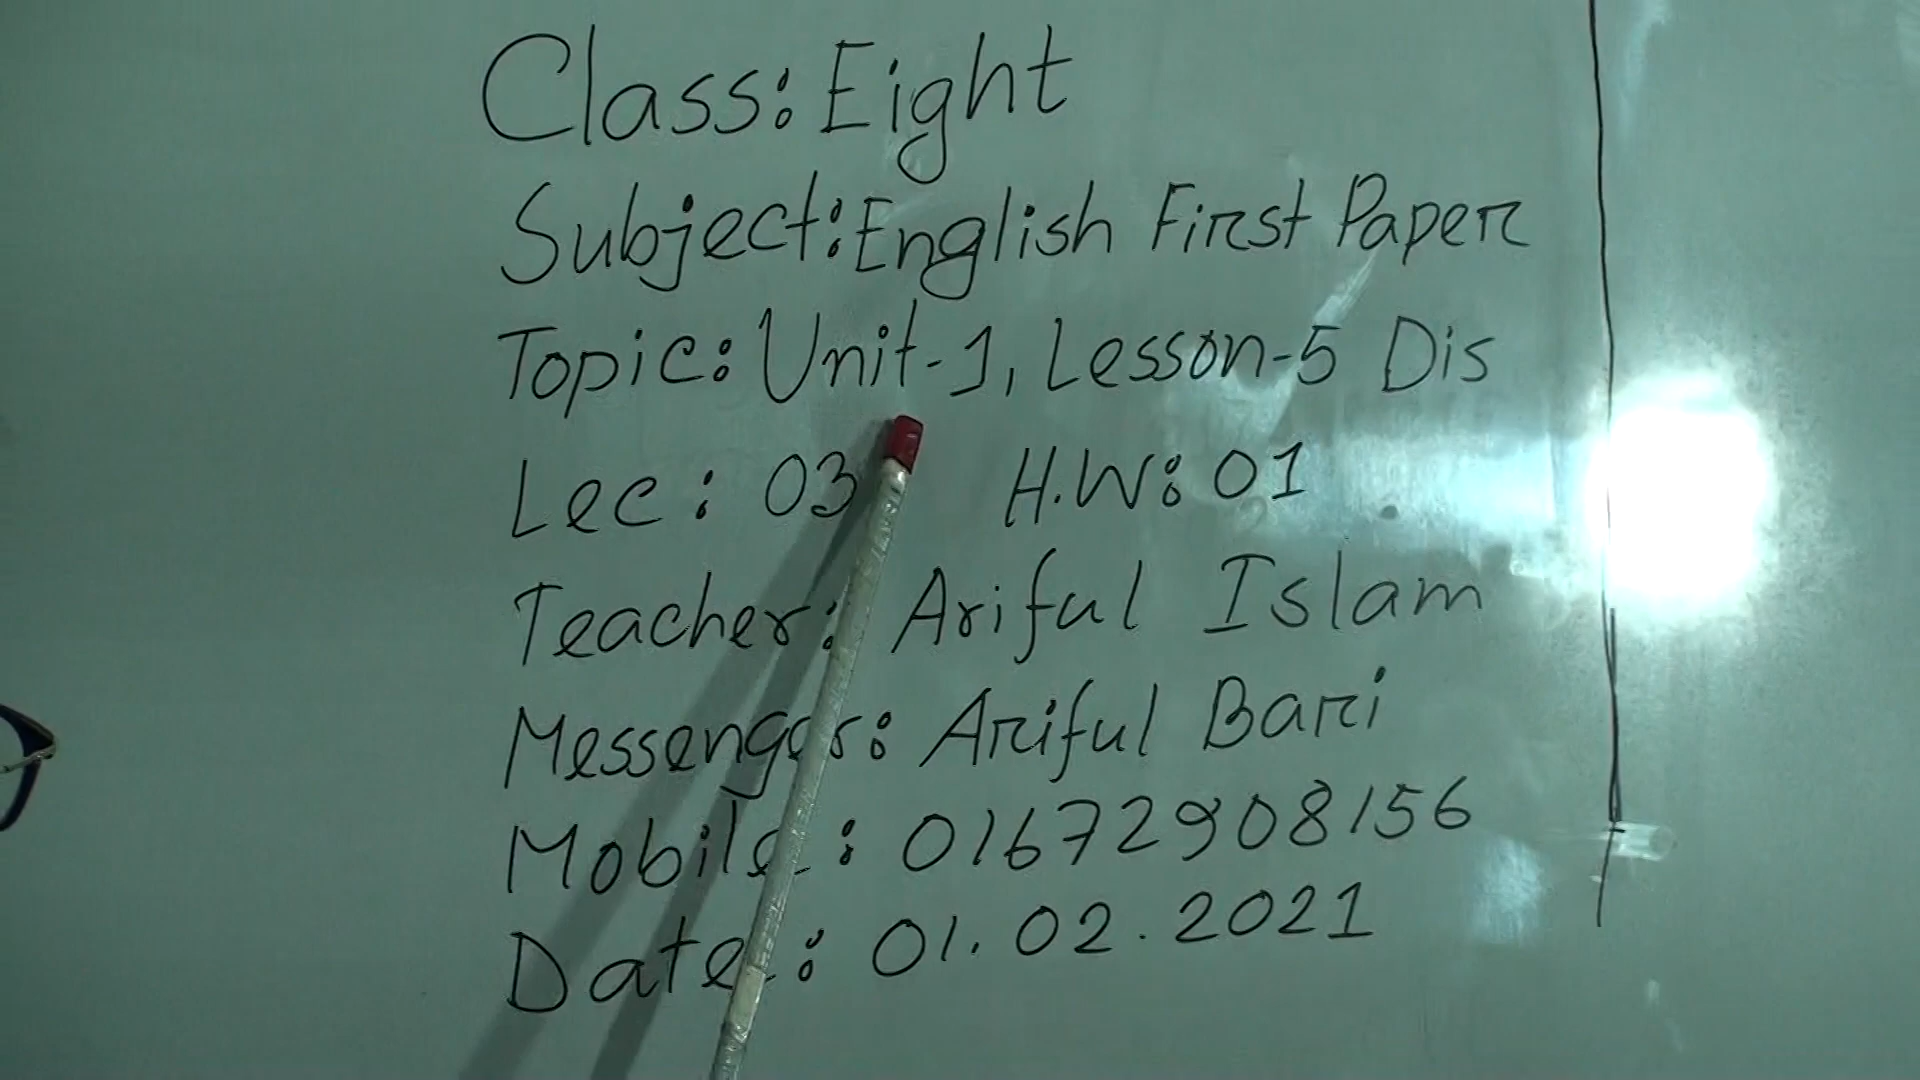 Class: Eight
Subject: English First Paper
Topic: Unit-1, Lesson-5 Dis
Lec: 03 H.W: 01
Teacher: Ariful Islam
Messenger: Ariful Bari
Mobile: 01672908156
Date: 01.02.2021